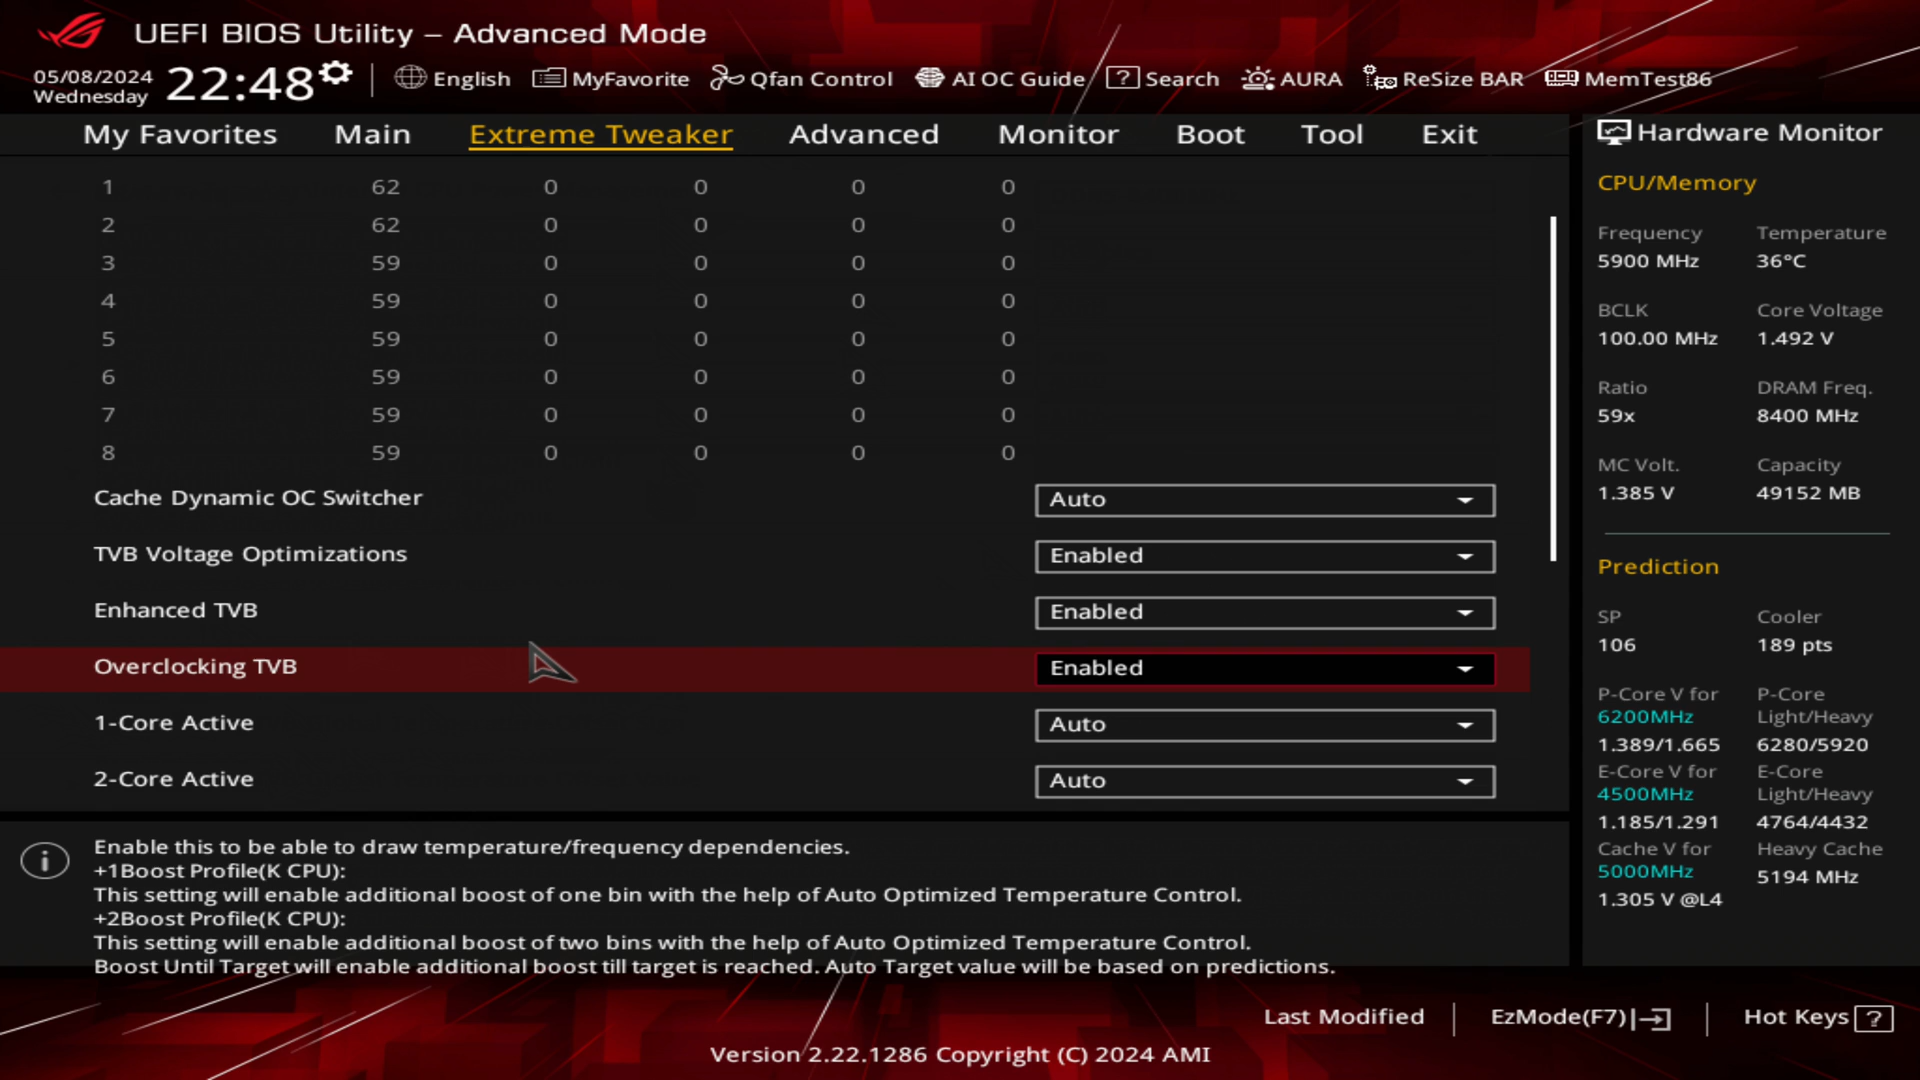 UEFI BIOS Utility – Advanced Mode
05/08/2024
Wednesday
22:48
English
MyFavorite
Qfan Control
AI OC Guide
? Search
AURA
ReSize BAR
MemTest86
My Favorites
Main
Extreme Tweaker
Advanced
Monitor
Boot
Tool
Exit
1 62 0 0 0 0
2 62 0 0 0 0
3 59 0 0 0 0
4 59 0 0 0 0
5 59 0 0 0 0
6 59 0 0 0 0
7 59 0 0 0 0
8 59 0 0 0 0
Cache Dynamic OC Switcher Auto
TVB Voltage Optimizations Enabled
Enhanced TVB Enabled
Overclocking TVB Enabled
1-Core Active Auto
2-Core Active Auto
i
Enable this to be able to draw temperature/frequency dependencies.
+1Boost Profile(K CPU):
This setting will enable additional boost of one bin with the help of Auto Optimized Temperature Control.
+2Boost Profile(K CPU):
This setting will enable additional boost of two bins with the help of Auto Optimized Temperature Control.
Boost Until Target will enable additional boost till target is reached. Auto Target value will be based on predictions.
Hardware Monitor
CPU/Memory
Frequency Temperature
5900 MHz 36°C
BCLK Core Voltage
100.00 MHz 1.492 V
Ratio DRAM Freq.
59x 8400 MHz
MC Volt. Capacity
1.385 V 49152 MB
Prediction
SP Cooler
106 189 pts
P-Core V for P-Core
6200MHz Light/Heavy
1.389/1.665 6280/5920
E-Core V for E-Core
4500MHz Light/Heavy
1.185/1.291 4764/4432
Cache V for Heavy Cache
5000MHz 5194 MHz
1.305 V @L4
Last Modified
EzMode(F7)
Hot Keys ?
Version 2.22.1286 Copyright (C) 2024 AMI